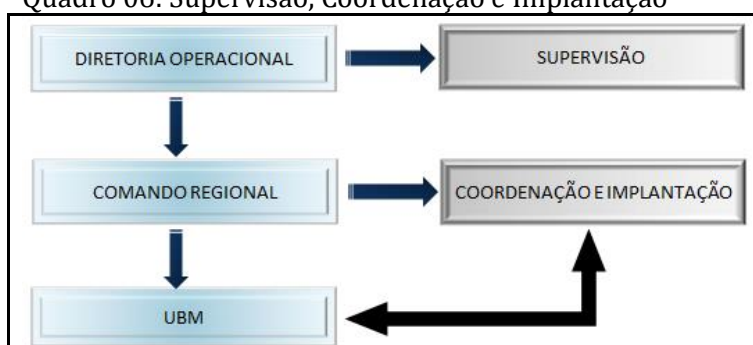 Quadro 06: Supervisão, Coordenação e Implantação
DIRETORIA OPERACIONAL
SUPERVISÃO
COMANDO REGIONAL
COORDENAÇÃO E IMPLANTAÇÃO
UBM